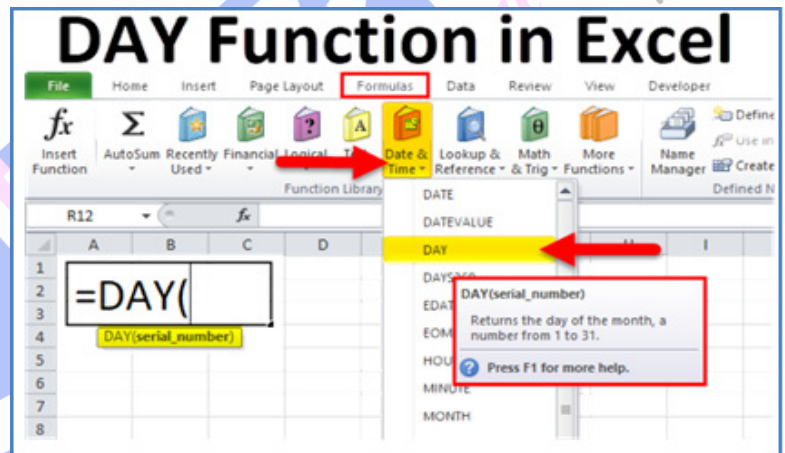 DAY Function in Excel
File Home Insert Page Layout Formulas Data Review View Developer
fx Σ ? A θ Define
Insert AutoSum Recently Financial Logical Date & Lookup & Math More Name Use in
Function Used Time Reference & Trig Functions Manager Create
Function Library Defined N
R12 fx
DATE
DATEVALUE
A B C D I
DAY
1
2
3
4
5
6
7
8
=DAY(
DAY(serial_number)
DAYS360
EDAT
EOM
HOU
MINUTE
MONTH
DAY(serial_number)
Returns the day of the month, a
number from 1 to 31.
? Press F1 for more help.